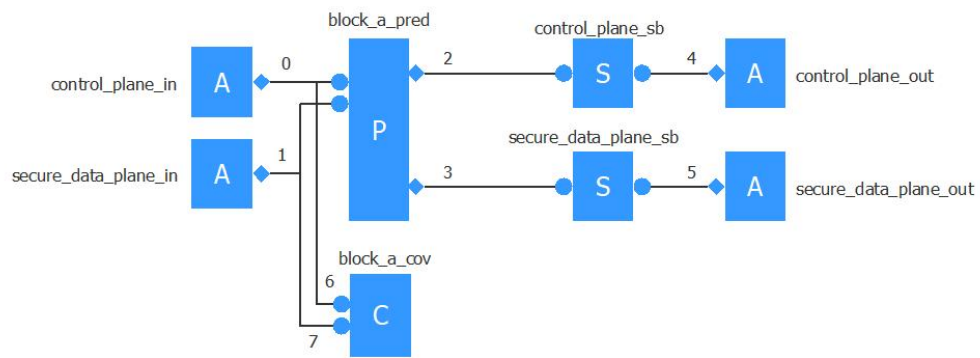 block_a_pred
control_plane_sb
control_plane_in
A
0
2
S
4
A
control_plane_out
P
secure_data_plane_in
A
1
secure_data_plane_sb
3
S
5
A
secure_data_plane_out
block_a_cov
6
C
7